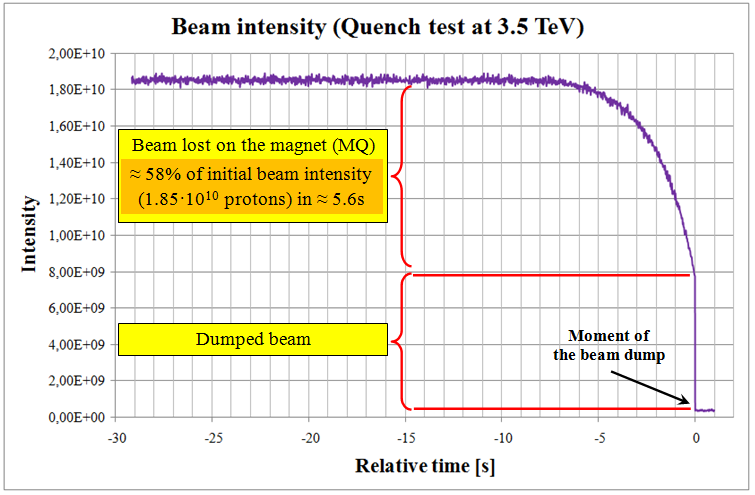 Beam intensity (Quench test at 3.5 TeV)
Intensity
2,00E+10
1,80E+10
1,60E+10
1,40E+10
1,20E+10
1,00E+10
8,00E+09
6,00E+09
4,00E+09
2,00E+09
0,00E+00
Beam lost on the magnet (MQ)
≈ 58% of initial beam intensity
(1.85·10¹⁰ protons) in ≈ 5.6s
Dumped beam
Moment of
the beam dump
-30 -25 -20 -15 -10 -5 0
Relative time [s]